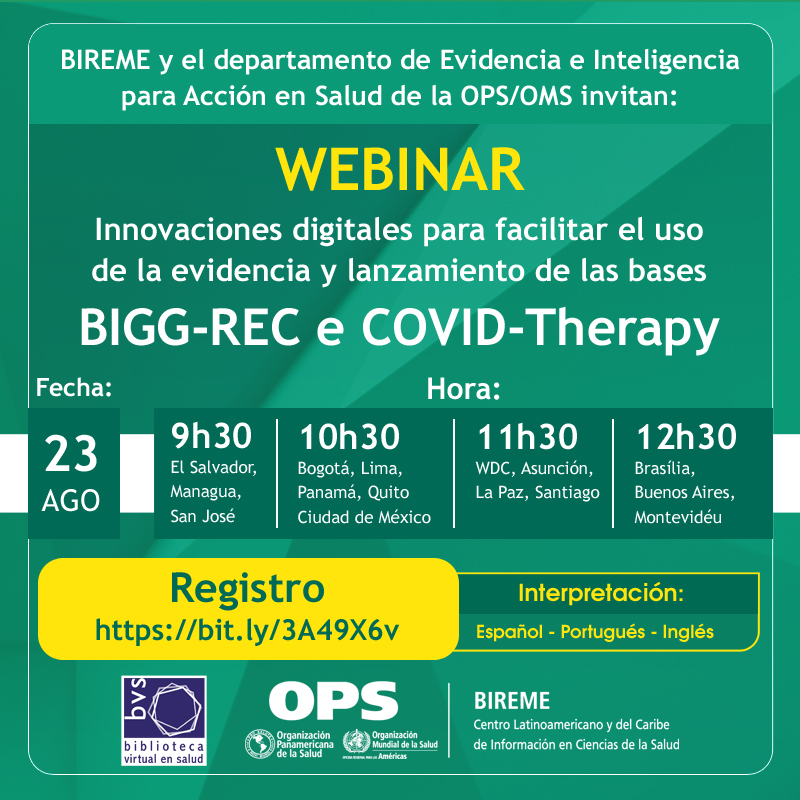 BIREME y el departamento de Evidencia e Inteligencia
para Acción en Salud de la OPS/OMS invitan:
WEBINAR
Innovaciones digitales para facilitar el uso
de la evidencia y lanzamiento de las bases
BIGG-REC e COVID-Therapy
Fecha:
23
AGO
Hora:
9h30
El Salvador,
Managua,
San José
10h30
Bogotá, Lima,
Panamá, Quito
Ciudad de México
11h30
WDC, Asunción,
La Paz, Santiago
12h30
Brasília,
Buenos Aires,
Montevidéu
Registro
https://bit.ly/3A49X6v
Interpretación:
Español - Portugués - Inglés
bvs
biblioteca
virtual en salud
OPS
Organización
Panamericana
de la Salud
Organización
Mundial de la Salud
OFICINA REGIONAL PARA LAS Américas
BIREME
Centro Latinoamericano y del Caribe
de Información en Ciencias de la Salud